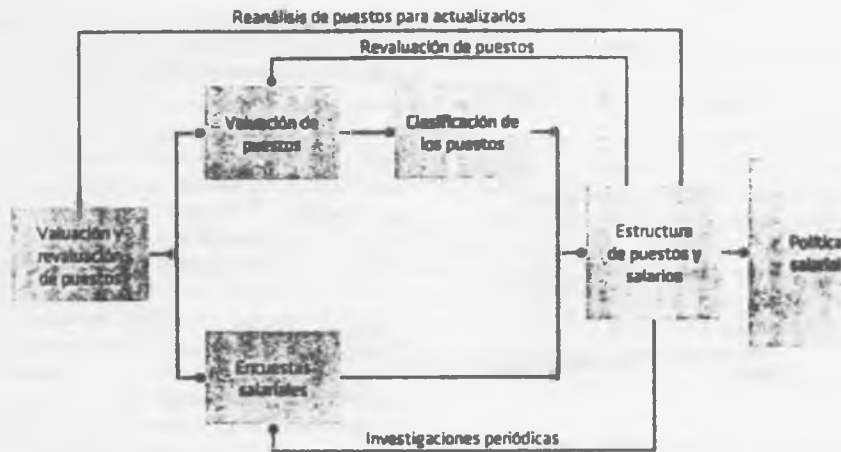 Reanálisis de puestos para actualizarlos
Revaluación de puestos
Valuación de
puestos
Clasificación de
los puestos
Valuación y
revaluación
de puestos
Estructura
de puestos y
salarios
Política
salarial
Encuestas
salariales
Investigaciones periódicas